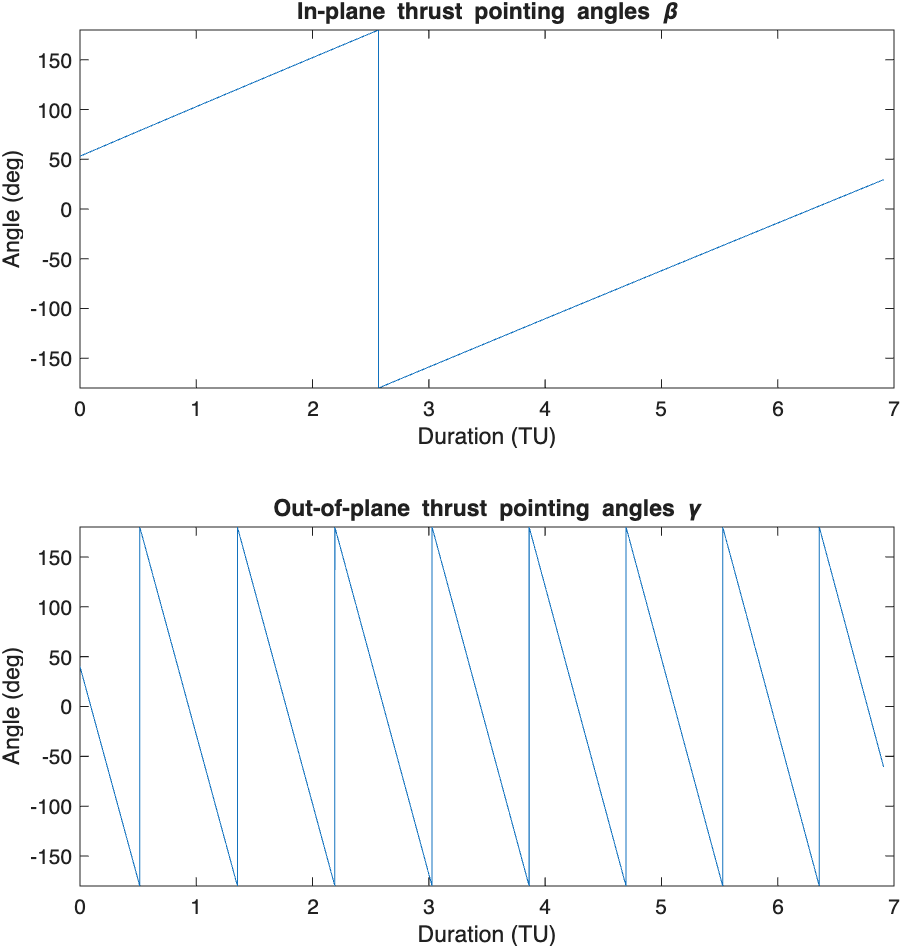 In-plane thrust pointing angles β
150
100
50
0
-50
-100
-150
Angle (deg)
0 1 2 3 4 5 6 7
Duration (TU)
Out-of-plane thrust pointing angles γ
150
100
50
0
-50
-100
-150
Angle (deg)
0 1 2 3 4 5 6 7
Duration (TU)